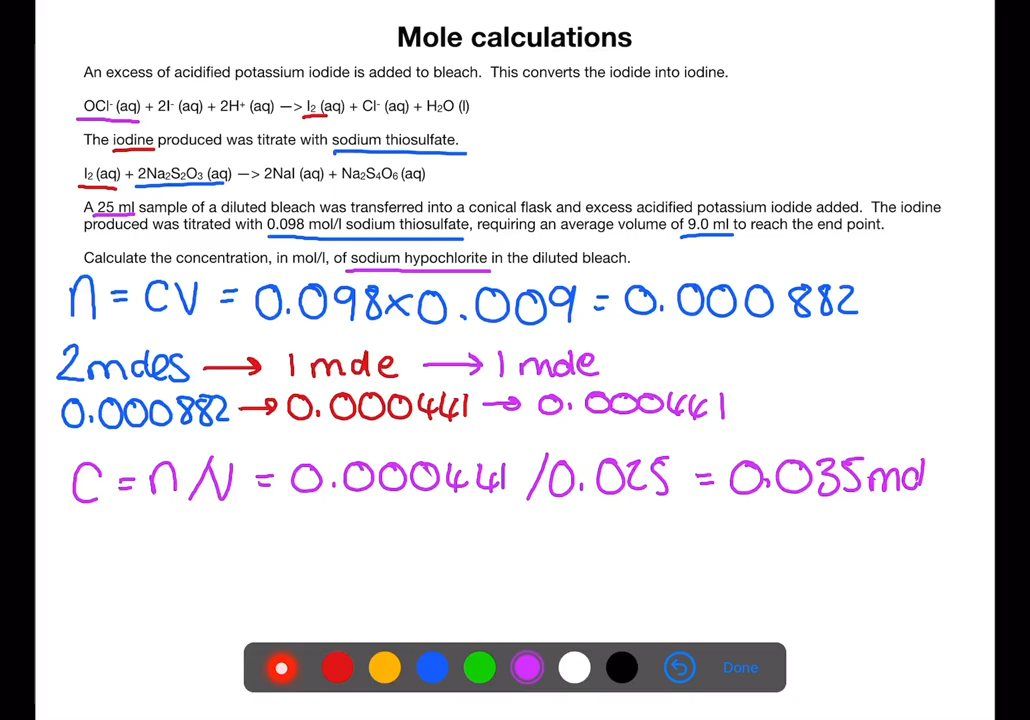 Mole calculations
An excess of acidified potassium iodide is added to bleach. This converts the iodide into iodine.
OCl⁻ (aq) + 2I⁻ (aq) + 2H⁺ (aq) —> I₂ (aq) + Cl⁻ (aq) + H₂O (l)
The iodine produced was titrate with sodium thiosulfate.
I₂ (aq) + 2Na₂S₂O₃ (aq) —> 2NaI (aq) + Na₂S₄O₆ (aq)
A 25 ml sample of a diluted bleach was transferred into a conical flask and excess acidified potassium iodide added. The iodine
produced was titrated with 0.098 mol/l sodium thiosulfate, requiring an average volume of 9.0 ml to reach the end point.
Calculate the concentration, in mol/l, of sodium hypochlorite in the diluted bleach.
n = CV = 0.098x0.009 = 0.000882
2moles → 1 mole → 1 mole
0.000882 → 0.000441 → 0.000441
C = n/V = 0.000441 /0.025 = 0.035mol
Done